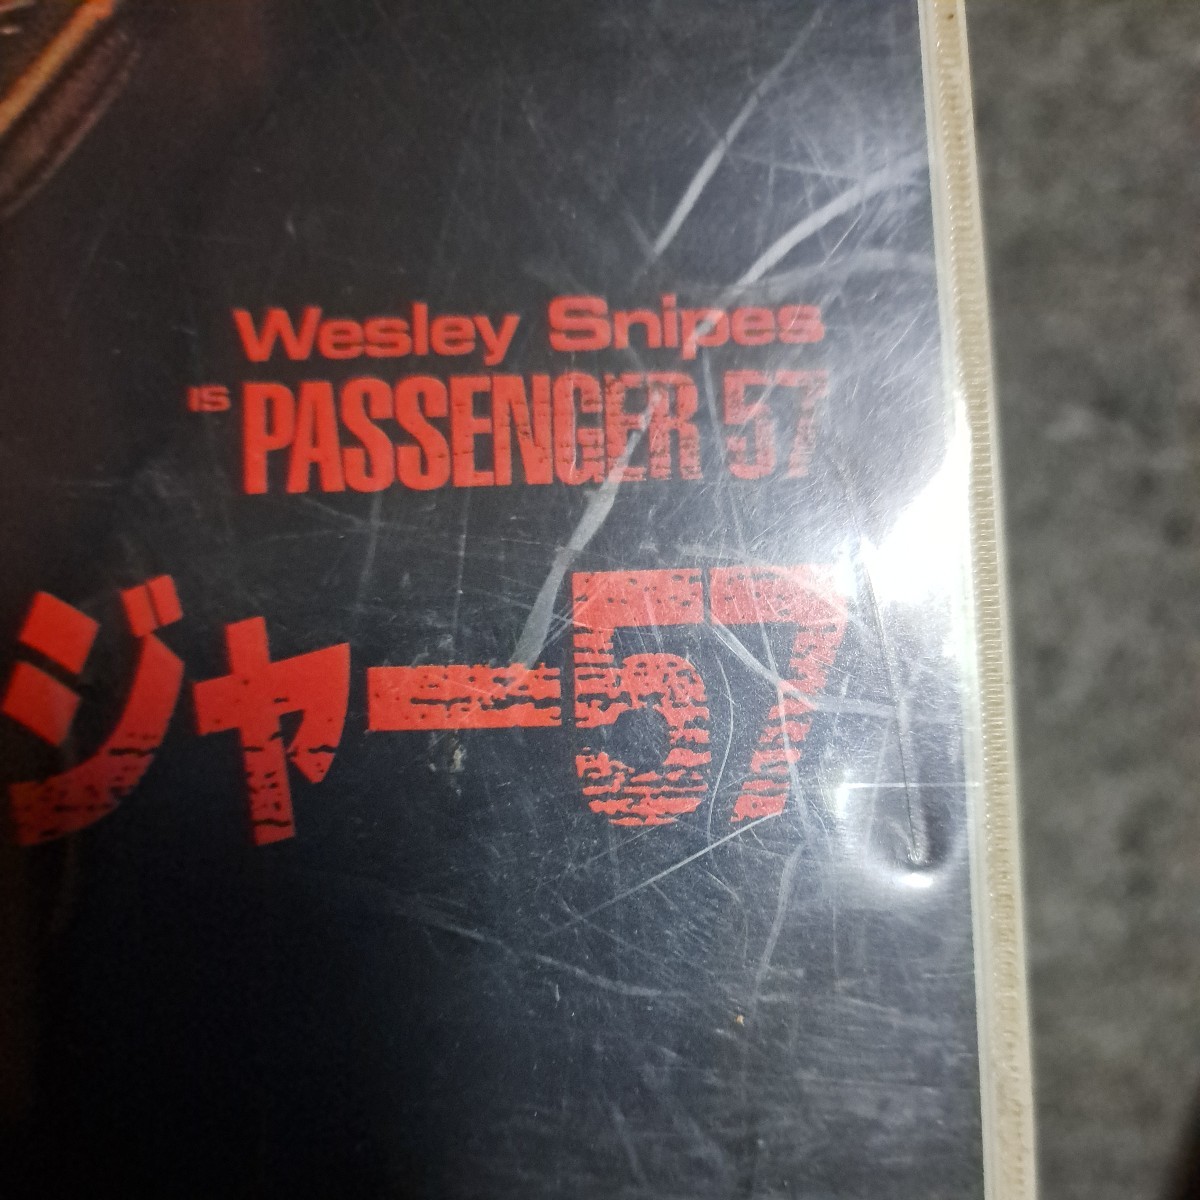 Wesley Snipes
IS PASSENGER 57
ジャー57